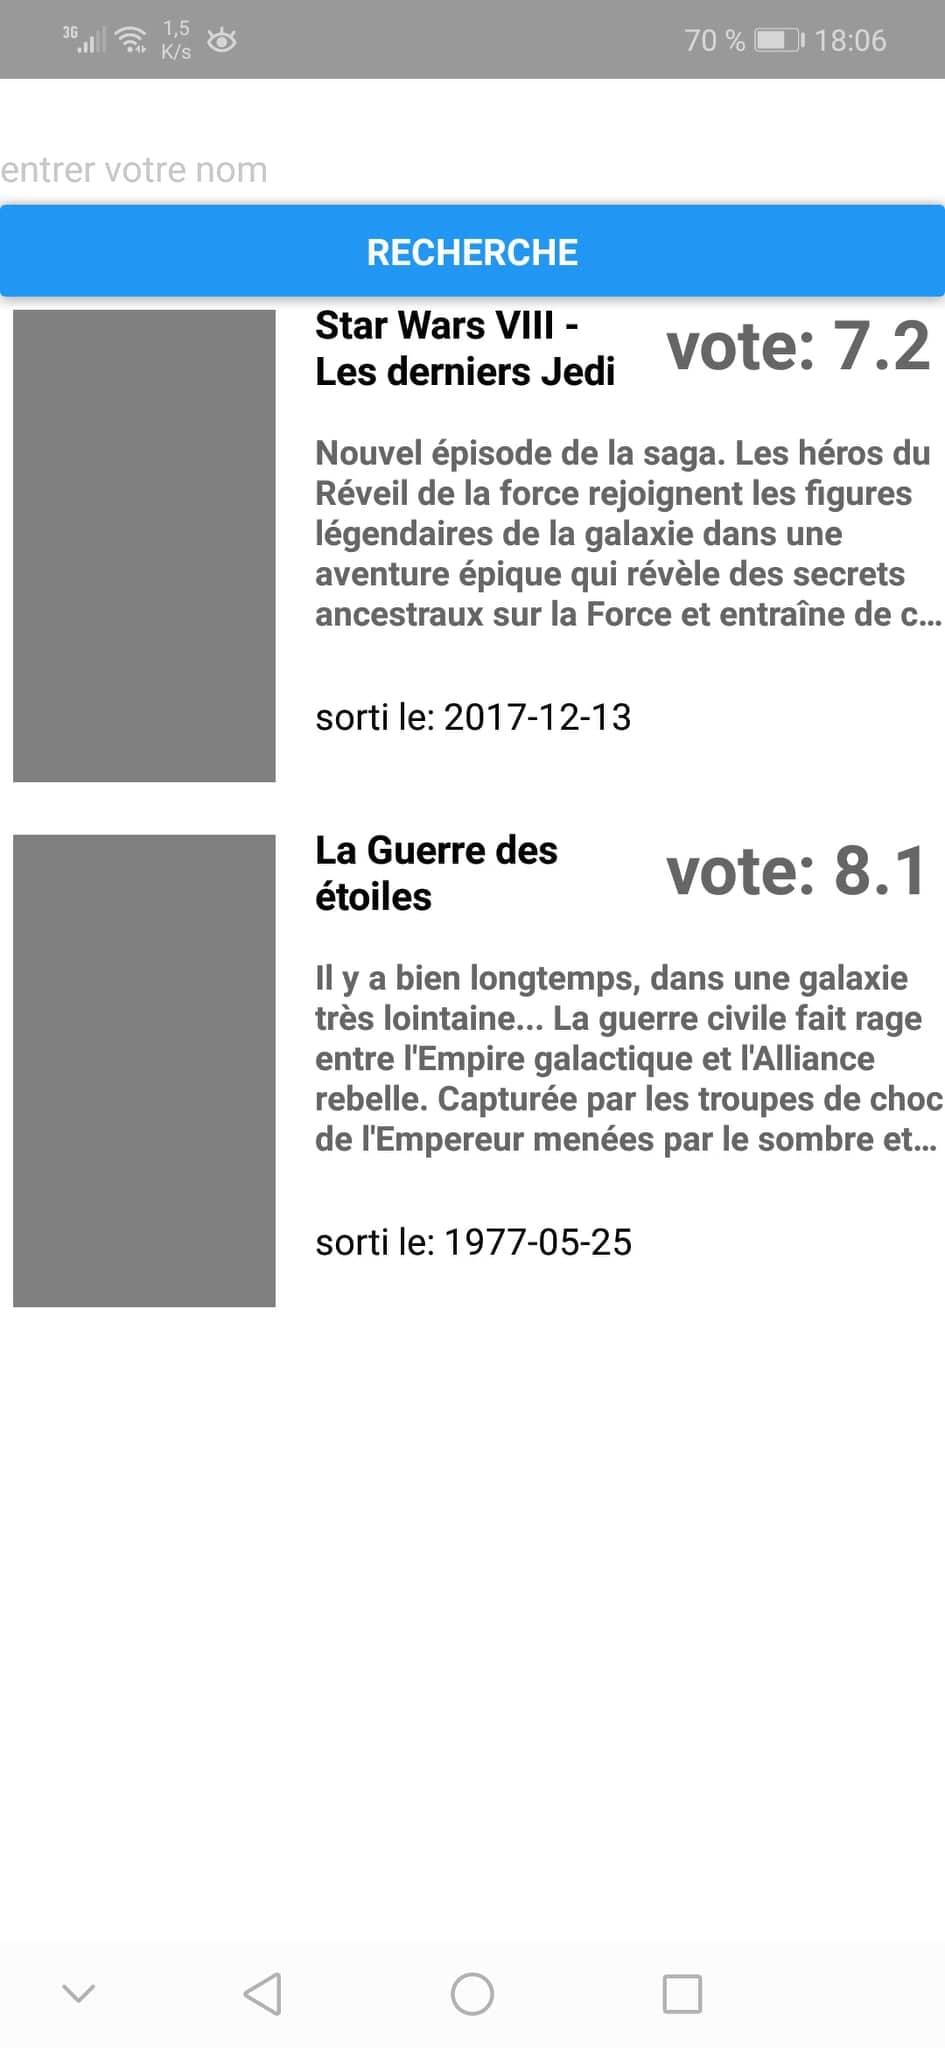 3G 1,5 K/s 70 % 18:06
entrer votre nom
RECHERCHE
Star Wars VIII -
Les derniers Jedi
vote: 7.2
Nouvel épisode de la saga. Les héros du
Réveil de la force rejoignent les figures
légendaires de la galaxie dans une
aventure épique qui révèle des secrets
ancestraux sur la Force et entraîne de c...
sorti le: 2017-12-13
La Guerre des
étoiles
vote: 8.1
Il y a bien longtemps, dans une galaxie
très lointaine... La guerre civile fait rage
entre l'Empire galactique et l'Alliance
rebelle. Capturée par les troupes de choc
de l'Empereur menées par le sombre et...
sorti le: 1977-05-25